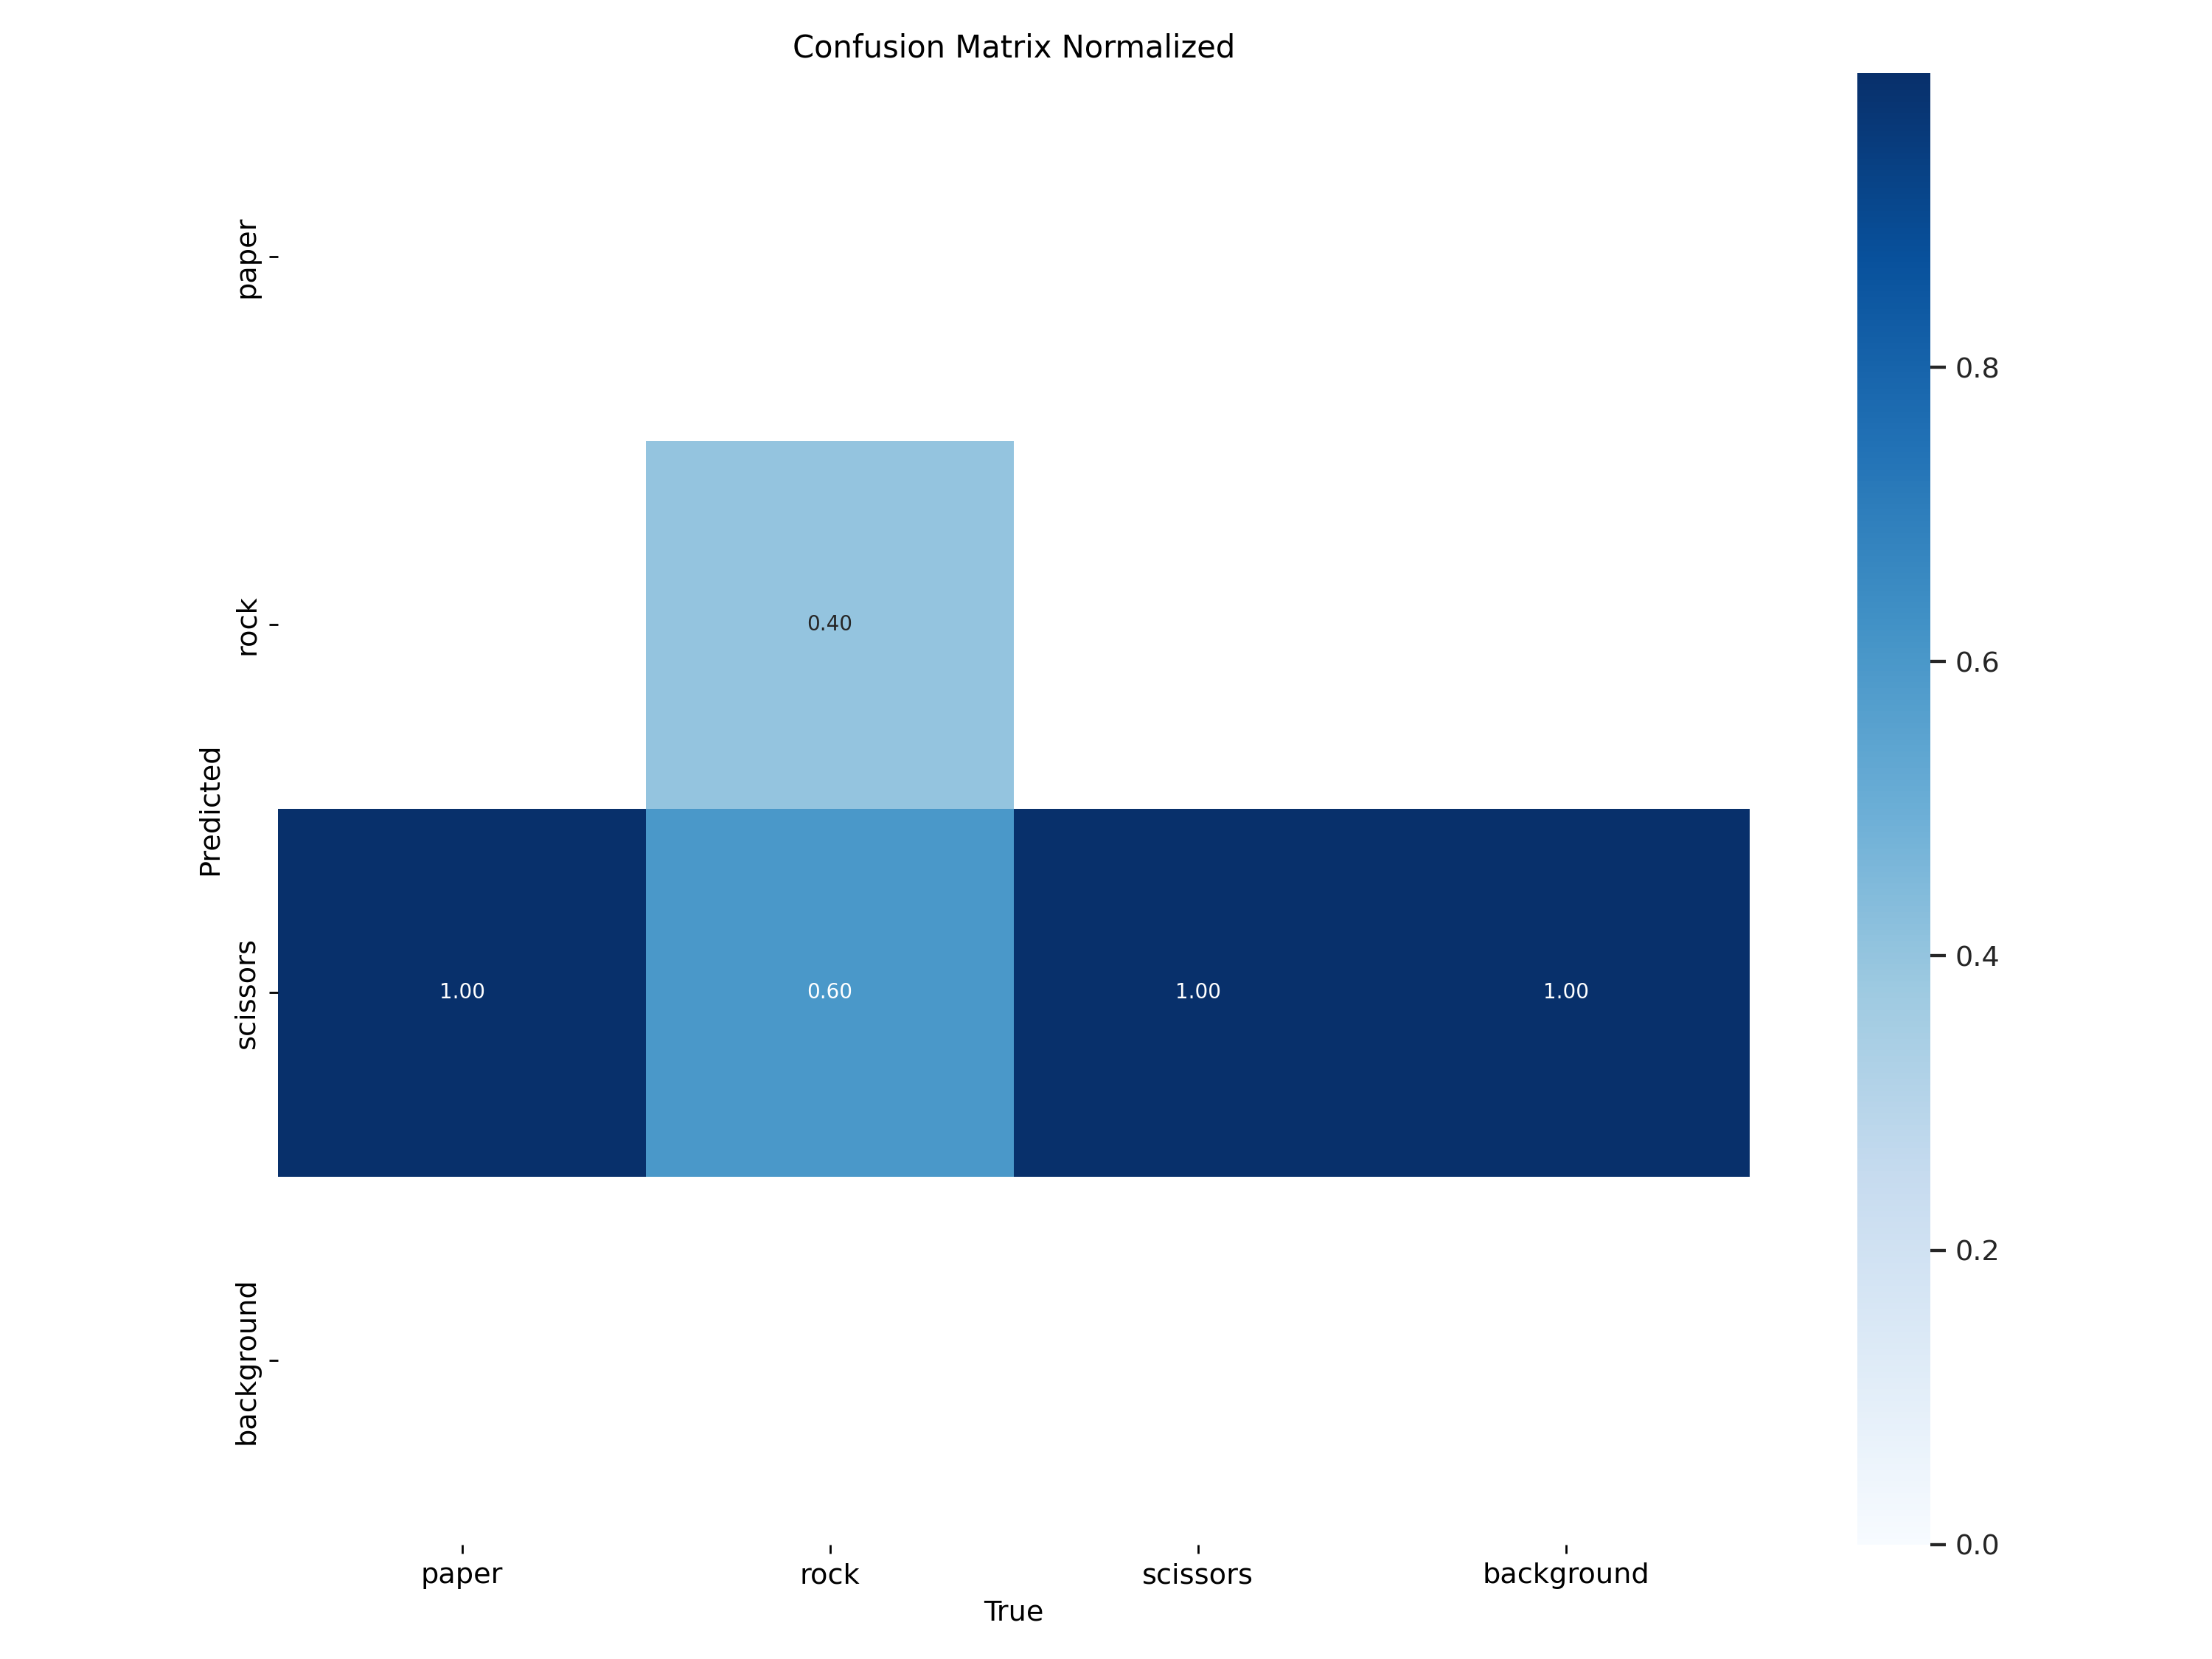 Confusion Matrix Normalized
paper
rock
scissors
background
Predicted
0.40
1.00 0.60 1.00 1.00
paper rock scissors background
True
0.8
0.6
0.4
0.2
0.0